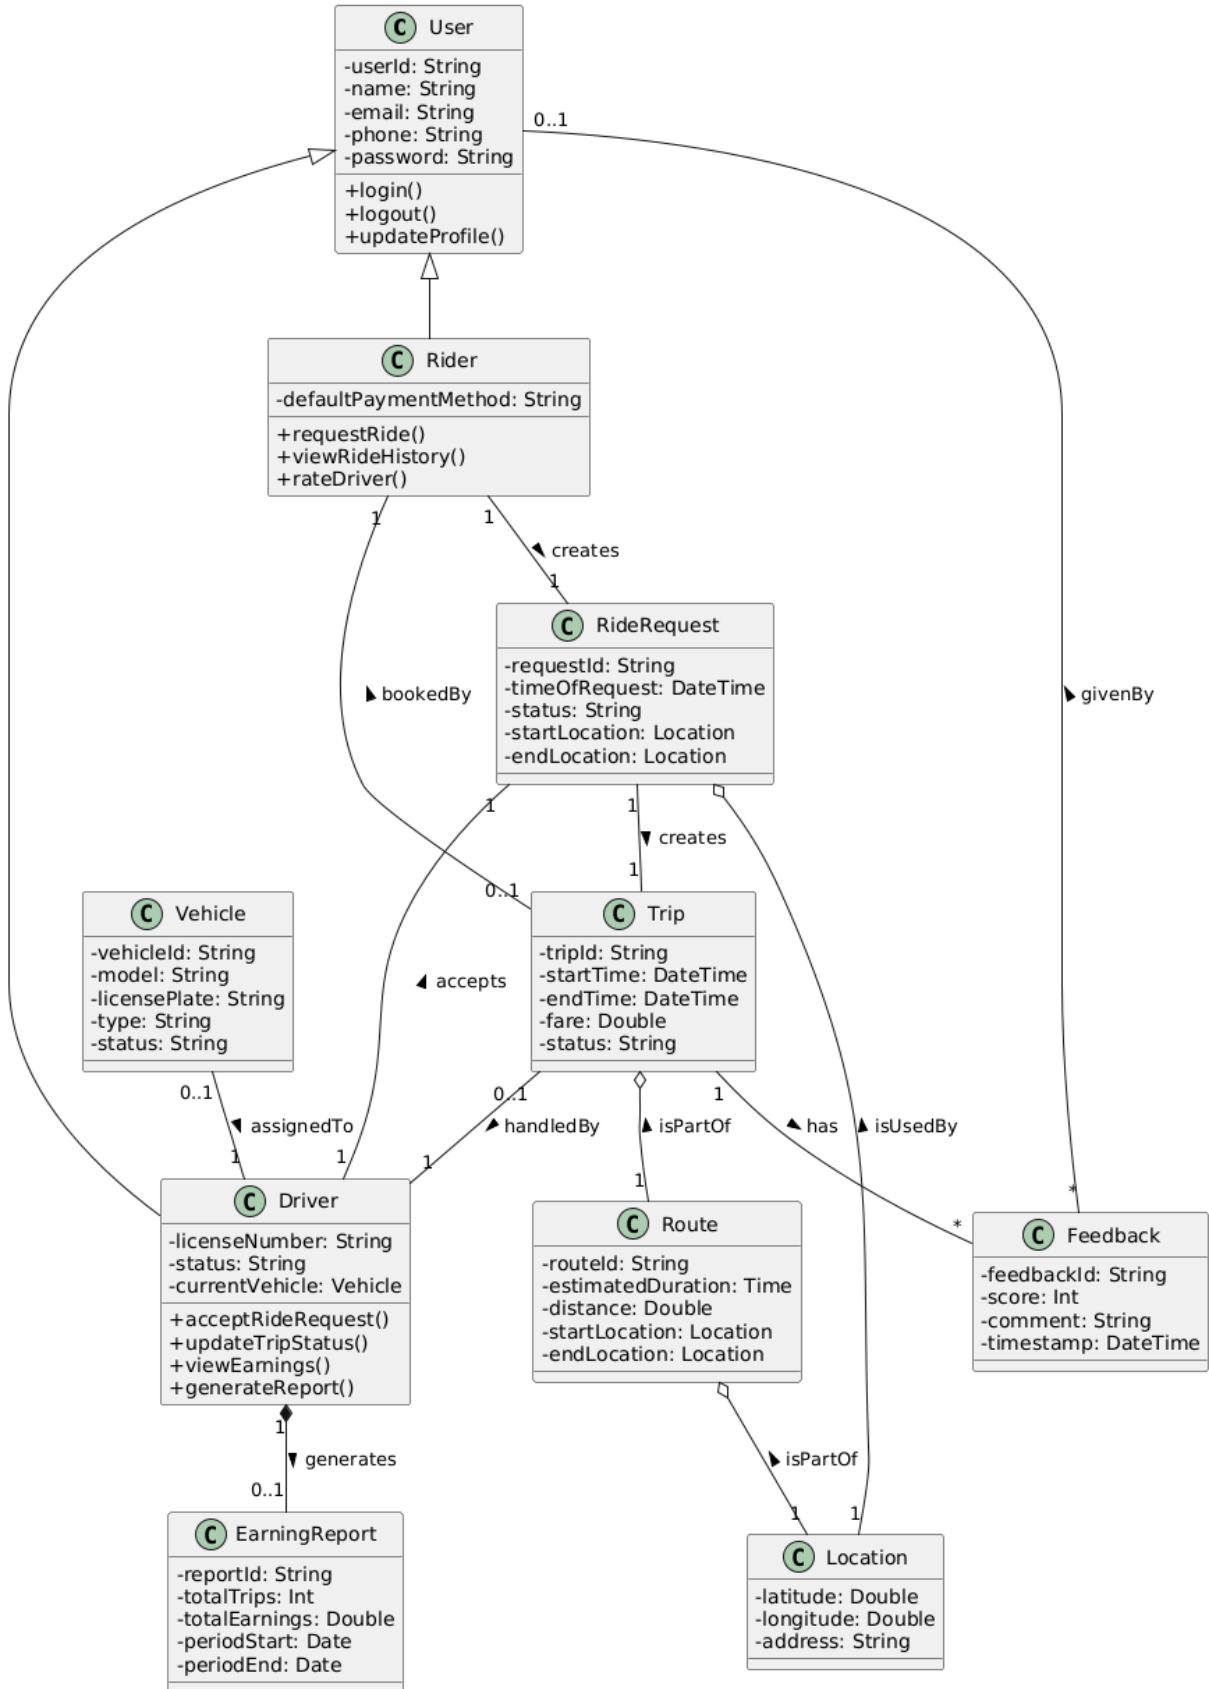 C User
-userId: String
-name: String
-email: String
-phone: String
-password: String
+login()
+logout()
+updateProfile()
0..1
C Rider
-defaultPaymentMethod: String
+requestRide()
+viewRideHistory()
+rateDriver()
1
1
creates
1
C RideRequest
-requestId: String
-timeOfRequest: DateTime
-status: String
-startLocation: Location
-endLocation: Location
bookedBy
givenBy
1
1
creates
1
0..1
C Vehicle
-vehicleId: String
-model: String
-licensePlate: String
-type: String
-status: String
accepts
C Trip
-tripId: String
-startTime: DateTime
-endTime: DateTime
-fare: Double
-status: String
0..1
assignedTo
1
1
0..1
handledBy
1
isPartOf
1
1
has
*
isUsedBy
*
C Driver
-licenseNumber: String
-status: String
-currentVehicle: Vehicle
+acceptRideRequest()
+updateTripStatus()
+viewEarnings()
+generateReport()
C Route
-routeId: String
-estimatedDuration: Time
-distance: Double
-startLocation: Location
-endLocation: Location
C Feedback
-feedbackId: String
-score: Int
-comment: String
-timestamp: DateTime
1
generates
0..1
isPartOf
1
1
C EarningReport
-reportId: String
-totalTrips: Int
-totalEarnings: Double
-periodStart: Date
-periodEnd: Date
C Location
-latitude: Double
-longitude: Double
-address: String